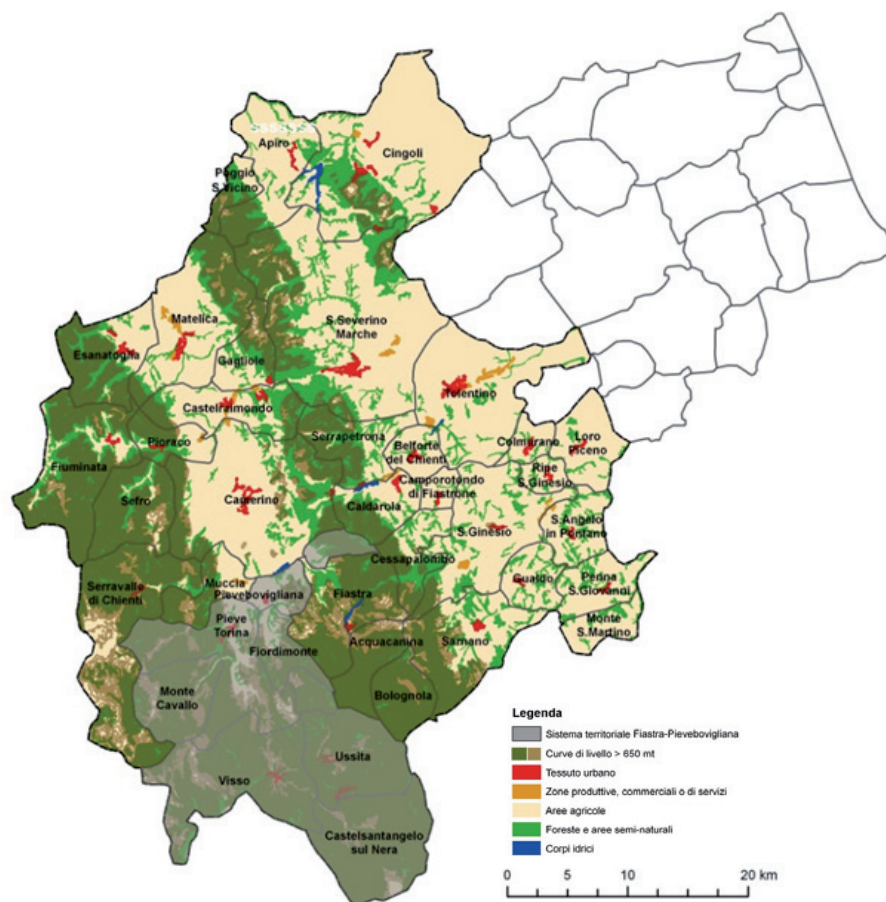 SSSSSSS
Apiro
Cingoli
Poggio
S.Vicino
Matelica
S.Severino
Marche
Esanatoglia
Gagliole
Tolentino
Castelraimondo
Serrapetrona
Belforte
del Chienti
Colmurano
Loro
Piceno
Pioraco
Fiuminata
Ripe
S.Ginesio
Sefro
Camerino
Camporotondo
di Fiastrone
Caldarola
S.Ginesio
S.Angelo
in Pontano
Cessapalombo
Serravalle
di Chienti
Muccia
Pievebovigliana
Fiastra
Gualdo
Penna
S.Giovanni
Pieve
Torina
Fiordimonte
Acquacanina
Sarnano
Monte
S.Martino
Monte
Cavallo
Bolognola
Ussita
Visso
Castelsantangelo
sul Nera
Legenda
Sistema territoriale Fiastra-Pievebovigliana
Curve di livello > 650 mt
Tessuto urbano
Zone produttive, commerciali o di servizi
Aree agricole
Foreste e aree semi-naturali
Corpi idrici
0 5 10 20 km